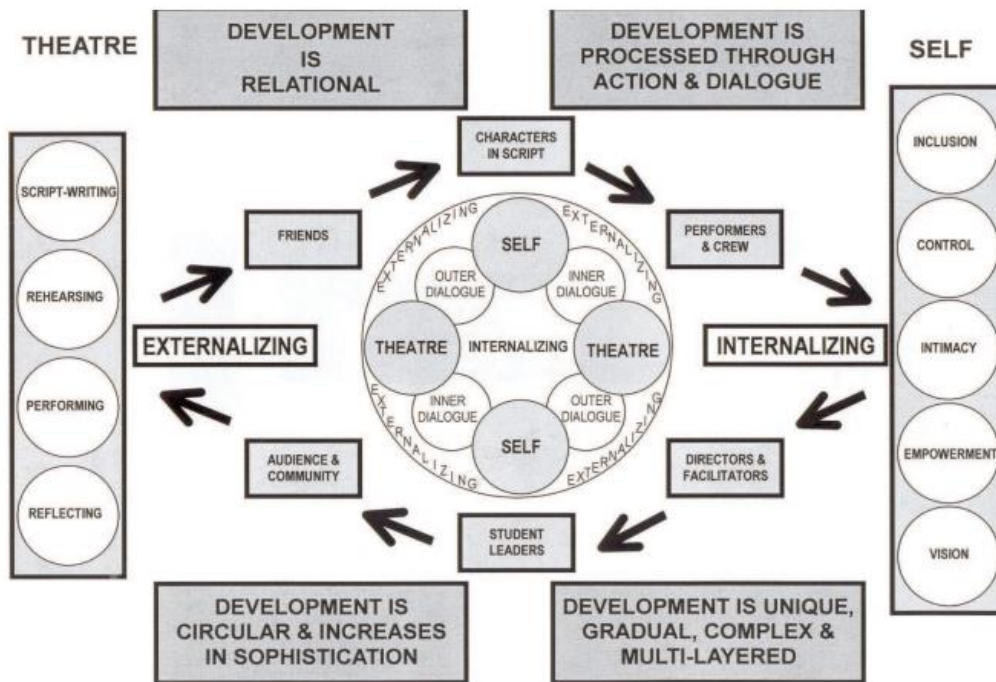 THEATRE
DEVELOPMENT
IS
RELATIONAL
DEVELOPMENT IS
PROCESSED THROUGH
ACTION & DIALOGUE
SELF
SCRIPT-WRITING
REHEARSING
PERFORMING
REFLECTING
EXTERNALIZING
FRIENDS
CHARACTERS
IN SCRIPT
PERFORMERS
& CREW
AUDIENCE &
COMMUNITY
STUDENT
LEADERS
DIRECTORS &
FACILITATORS
EXTERNALIZING
EXTERNALIZING
SELF
OUTER
DIALOGUE
INNER
DIALOGUE
THEATRE
INTERNALIZING
THEATRE
INNER
DIALOGUE
OUTER
DIALOGUE
SELF
EXTERNALIZING
EXTERNALIZING
INTERNALIZING
INCLUSION
CONTROL
INTIMACY
EMPOWERMENT
VISION
DEVELOPMENT IS
CIRCULAR & INCREASES
IN SOPHISTICATION
DEVELOPMENT IS UNIQUE,
GRADUAL, COMPLEX &
MULTI-LAYERED